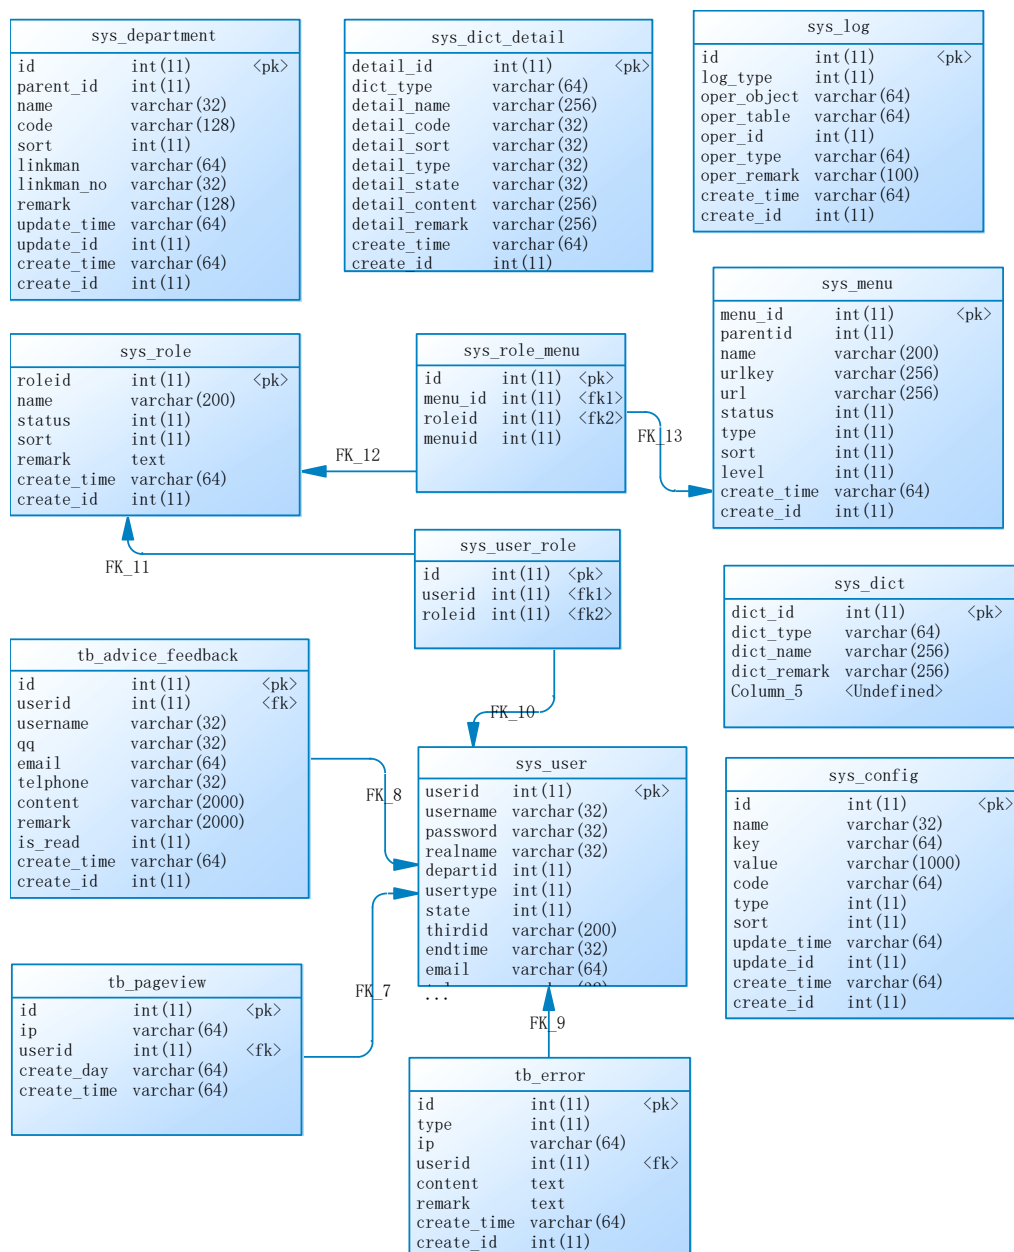 sys_department
id int(11) <pk>
parent_id int(11)
name varchar(32)
code varchar(128)
sort int(11)
linkman varchar(64)
linkman_no varchar(32)
remark varchar(128)
update_time varchar(64)
update_id int(11)
create_time varchar(64)
create_id int(11)
sys_dict_detail
detail_id int(11) <pk>
dict_type varchar(64)
detail_name varchar(256)
detail_code varchar(32)
detail_sort varchar(32)
detail_type varchar(32)
detail_state varchar(32)
detail_content varchar(256)
detail_remark varchar(256)
create_time varchar(64)
create_id int(11)
sys_log
id int(11) <pk>
log_type int(11)
oper_object varchar(64)
oper_table varchar(64)
oper_id int(11)
oper_type varchar(64)
oper_remark varchar(100)
create_time varchar(64)
create_id int(11)
sys_role
roleid int(11) <pk>
name varchar(200)
status int(11)
sort int(11)
remark text
create_time varchar(64)
create_id int(11)
FK_12
sys_role_menu
id int(11) <pk>
menu_id int(11) <fk1>
roleid int(11) <fk2>
menuid int(11)
FK_13
sys_menu
menu_id int(11) <pk>
parentid int(11)
name varchar(200)
urlkey varchar(256)
url varchar(256)
status int(11)
type int(11)
sort int(11)
level int(11)
create_time varchar(64)
create_id int(11)
FK_11
sys_user_role
id int(11) <pk>
userid int(11) <fk1>
roleid int(11) <fk2>
FK_10
sys_dict
dict_id int(11) <pk>
dict_type varchar(64)
dict_name varchar(256)
dict_remark varchar(256)
Column_5 <Undefined>
tb_advice_feedback
id int(11) <pk>
userid int(11) <fk>
username varchar(32)
qq varchar(32)
email varchar(64)
telphone varchar(32)
content varchar(2000)
remark varchar(2000)
is_read int(11)
create_time varchar(64)
create_id int(11)
FK_8
sys_user
userid int(11) <pk>
username varchar(32)
password varchar(32)
realname varchar(32)
departid int(11)
usertype int(11)
state int(11)
thirdid varchar(200)
endtime varchar(32)
email varchar(64)
...
sys_config
id int(11) <pk>
name varchar(32)
key varchar(64)
value varchar(1000)
code varchar(64)
type int(11)
sort int(11)
update_time varchar(64)
update_id int(11)
create_time varchar(64)
create_id int(11)
tb_pageview
id int(11) <pk>
ip varchar(64)
userid int(11) <fk>
create_day varchar(64)
create_time varchar(64)
FK_7
FK_9
tb_error
id int(11) <pk>
type int(11)
ip varchar(64)
userid int(11) <fk>
content text
remark text
create_time varchar(64)
create_id int(11)